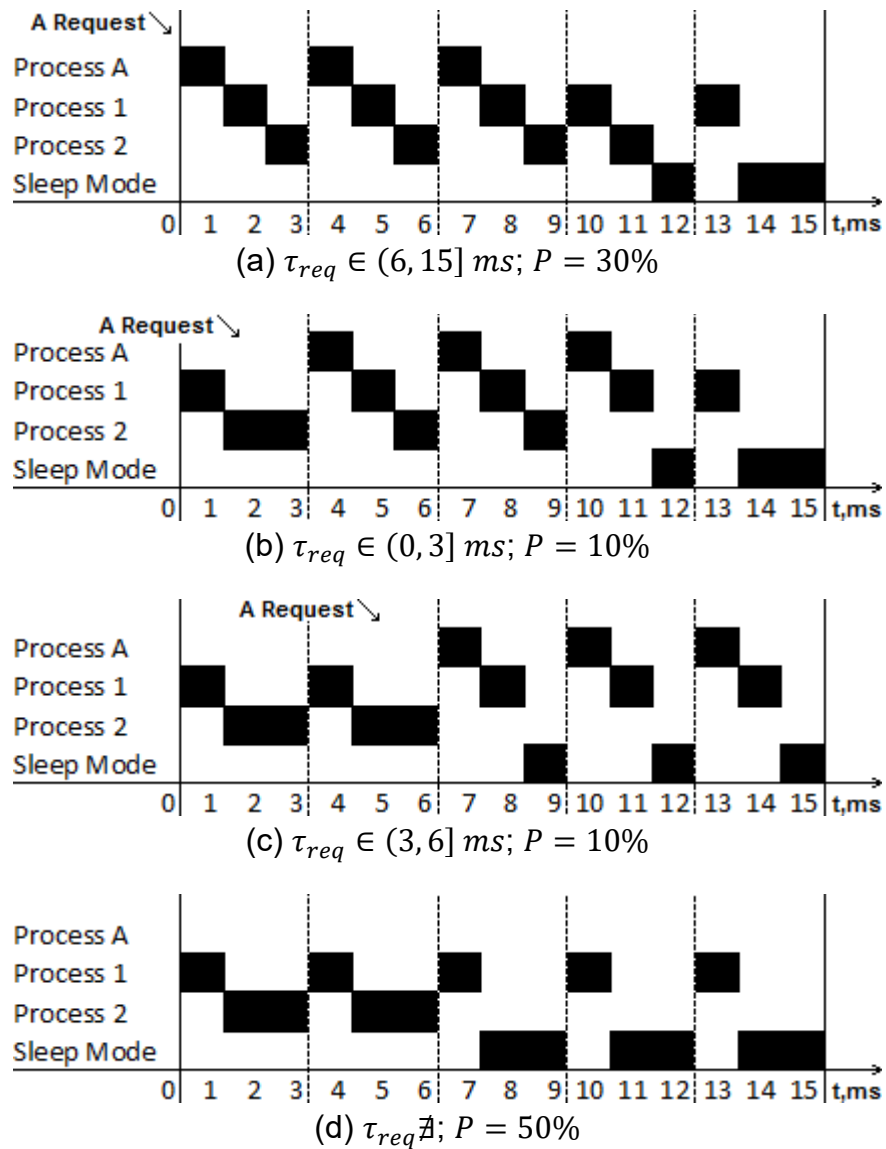 A Request
Process A
Process 1
Process 2
Sleep Mode
0 1 2 3 4 5 6 7 8 9 10 11 12 13 14 15 t,ms
(a) τ_req ∈ (6, 15] ms; P = 30%
A Request
Process A
Process 1
Process 2
Sleep Mode
0 1 2 3 4 5 6 7 8 9 10 11 12 13 14 15 t,ms
(b) τ_req ∈ (0, 3] ms; P = 10%
A Request
Process A
Process 1
Process 2
Sleep Mode
0 1 2 3 4 5 6 7 8 9 10 11 12 13 14 15 t,ms
(c) τ_req ∈ (3, 6] ms; P = 10%
Process A
Process 1
Process 2
Sleep Mode
0 1 2 3 4 5 6 7 8 9 10 11 12 13 14 15 t,ms
(d) τ_req ∄; P = 50%